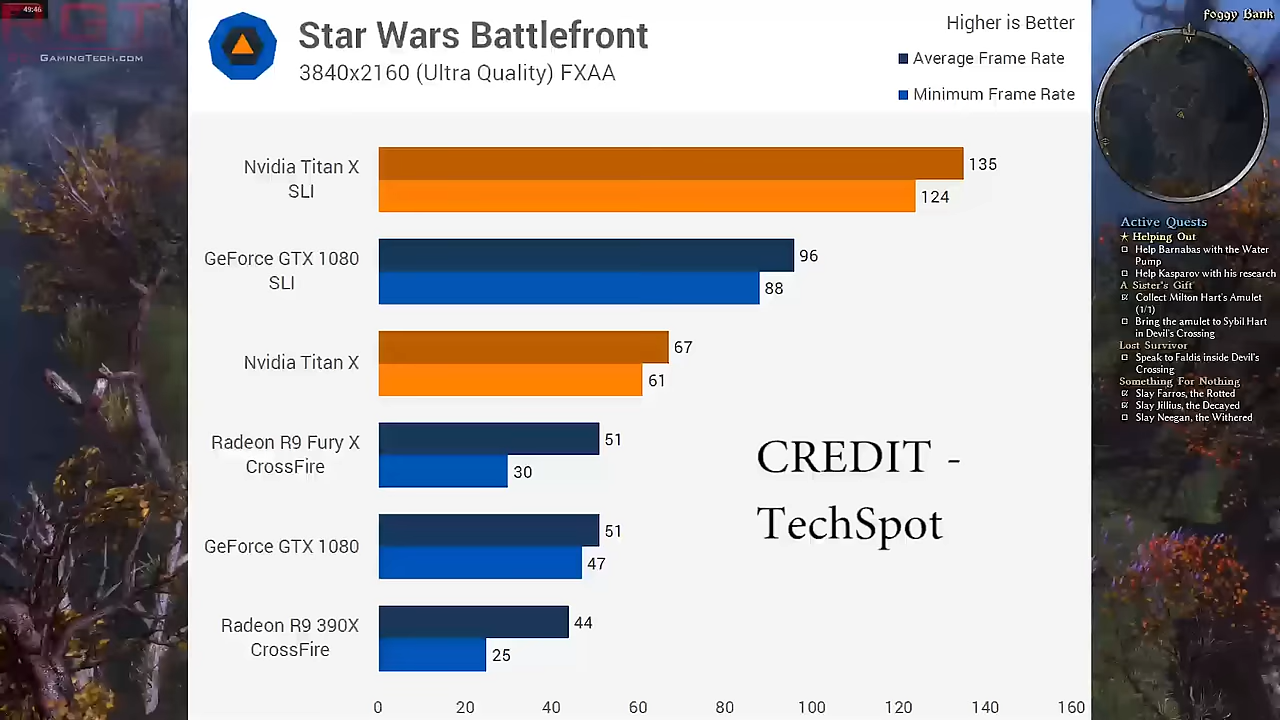 49:46
RGT
GAMINGTECH.COM
Star Wars Battlefront
3840x2160 (Ultra Quality) FXAA
Higher is Better
Average Frame Rate
Minimum Frame Rate
Nvidia Titan X
SLI
135
124
GeForce GTX 1080
SLI
96
88
Nvidia Titan X
67
61
Radeon R9 Fury X
CrossFire
51
30
GeForce GTX 1080
51
47
Radeon R9 390X
CrossFire
44
25
0 20 40 60 80 100 120 140 160
CREDIT -
TechSpot
Foggy Bank
N
Active Quests
Helping Out
Help Barnabas with the Water
Pump
Help Kasparov with his research
A Sister's Gift
Collect Milton Hart's Amulet
(1/1)
Bring the amulet to Sybil Hart
in Devil's Crossing
Lost Survivor
Speak to Faldis inside Devil's
Crossing
Something For Nothing
Slay Farros, the Rotted
Slay Jillius, the Decayed
Slay Neegan, the Withered